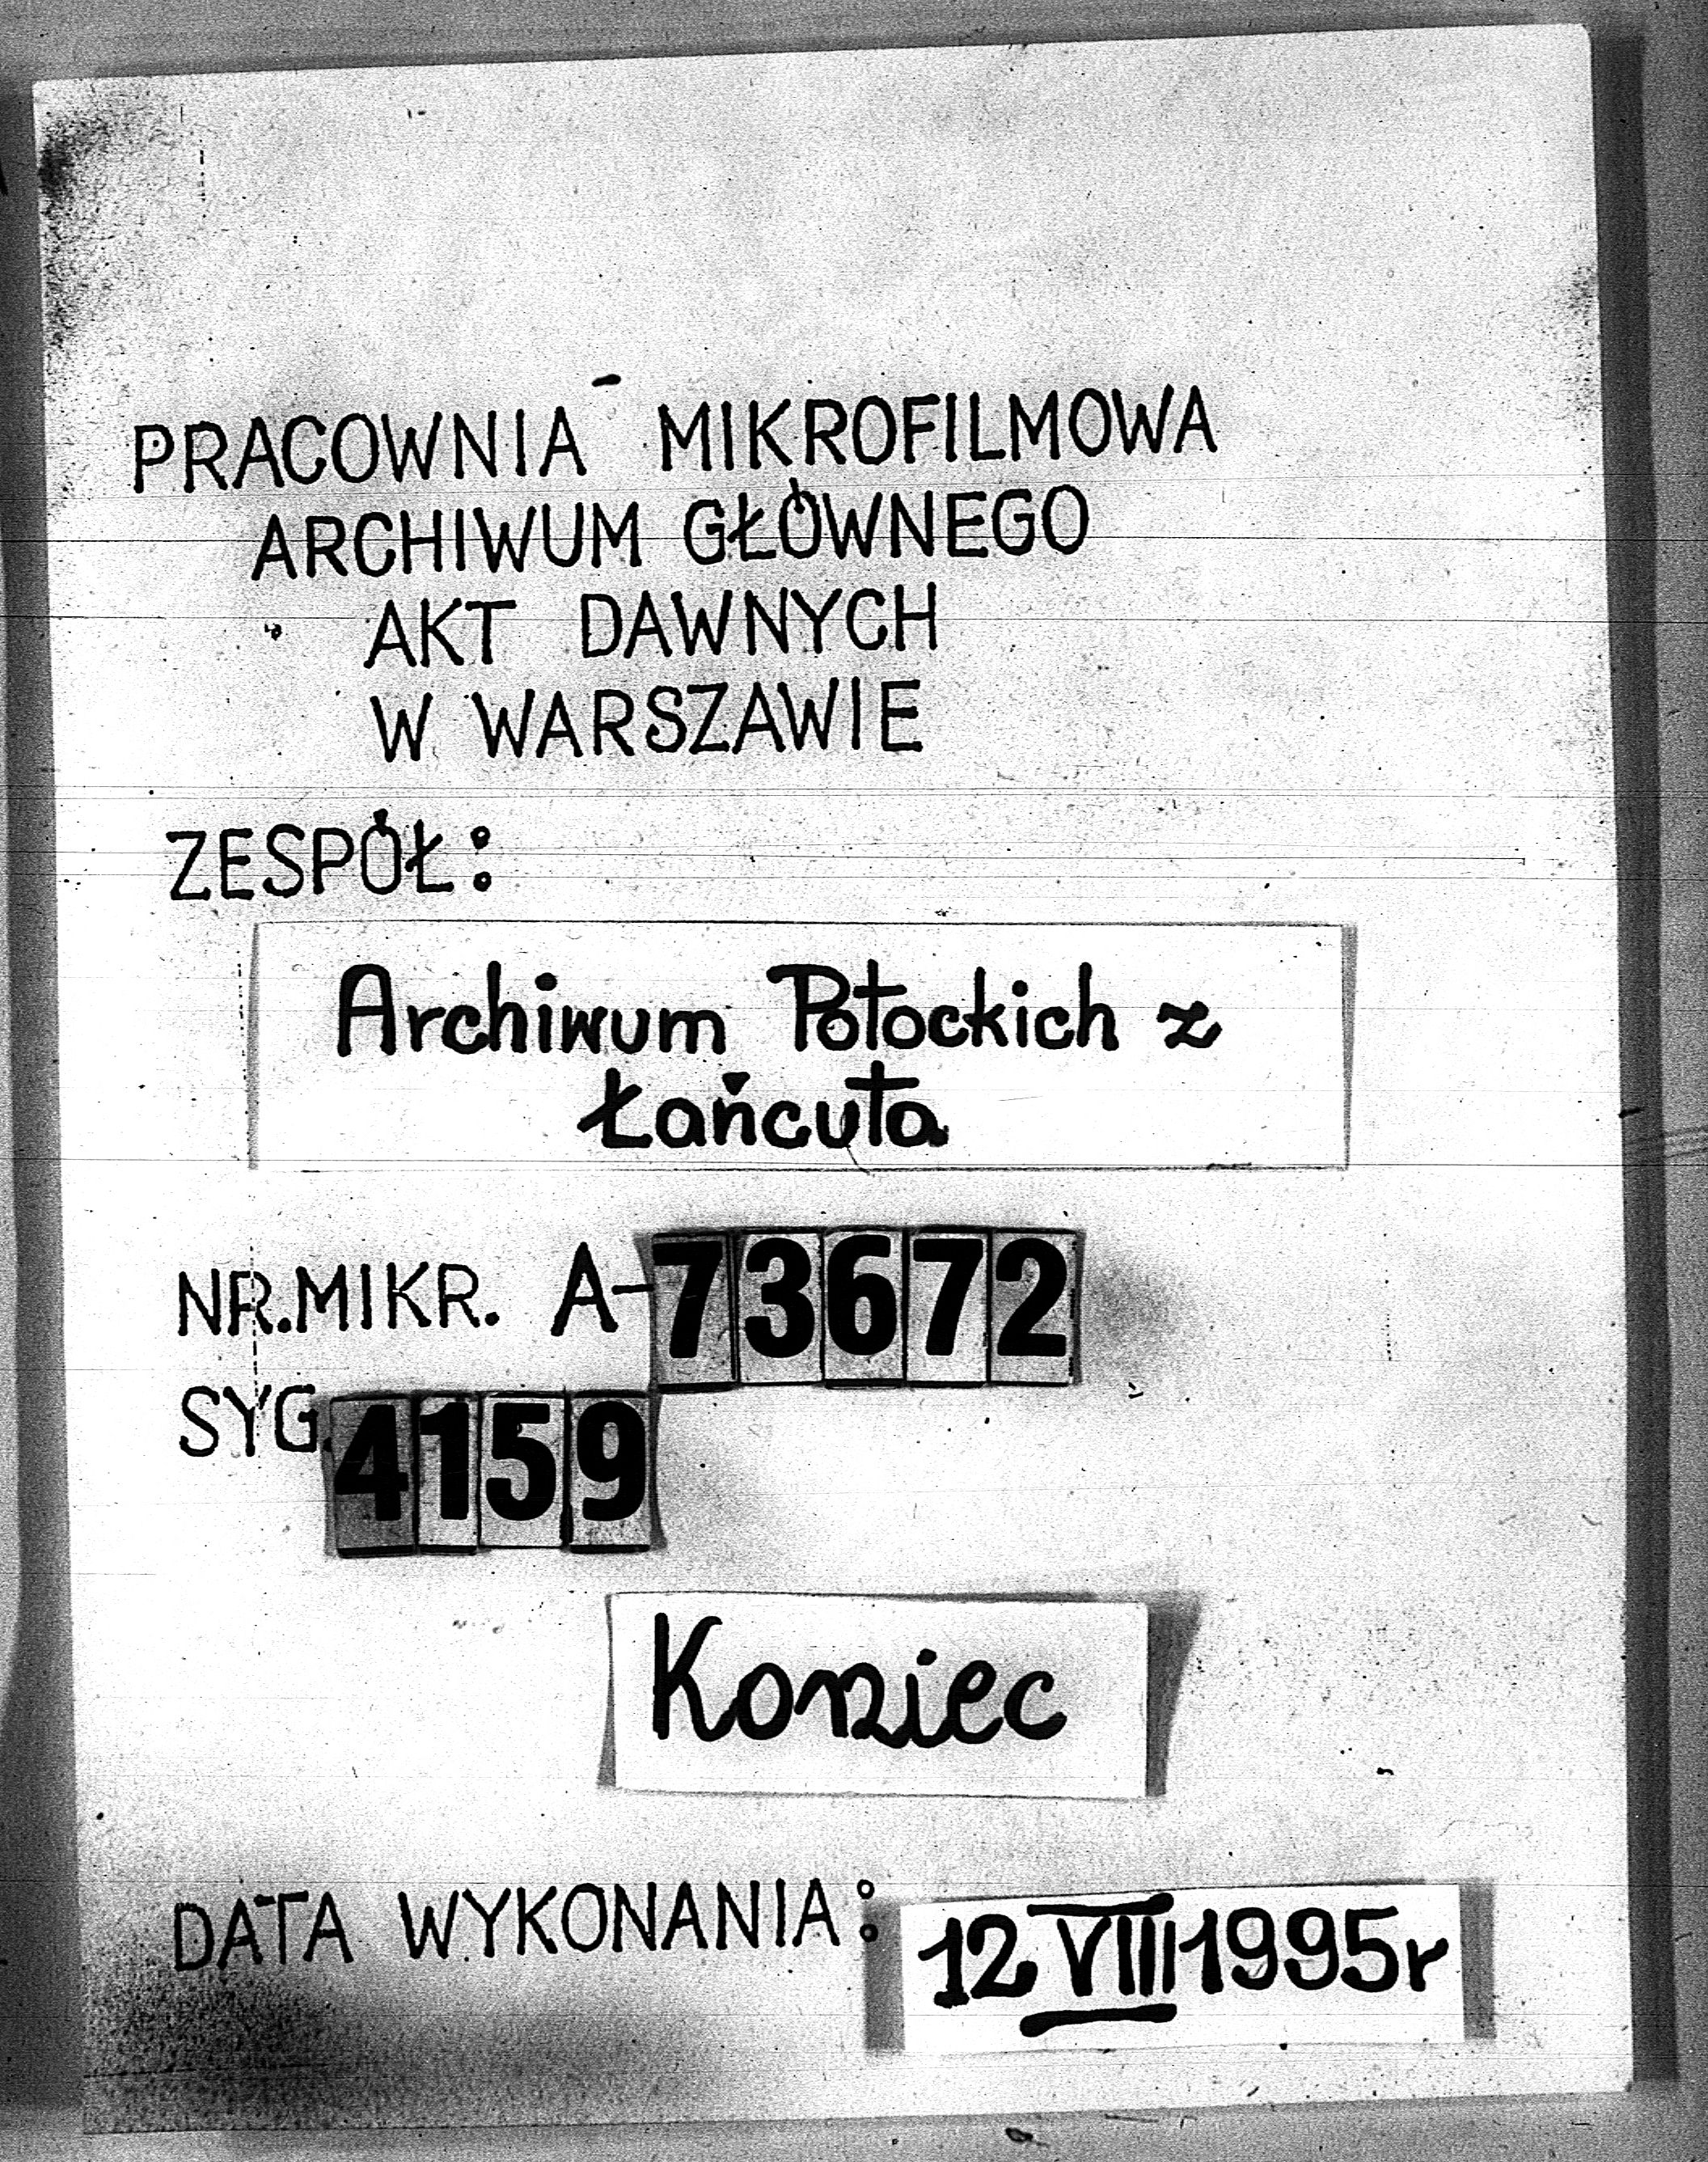 PRACOWNIA MIKROFILMOWA
ARCHIWUM GŁÓWNEGO
AKT DAWNYCH
W WARSZAWIE
ZESPÓŁ:
Archiwum Potockich z
Łańcuta
NR.MIKR. A-73672
SYG. 4159
Koniec
DATA WYKONANIA: 12 VIII 1995r